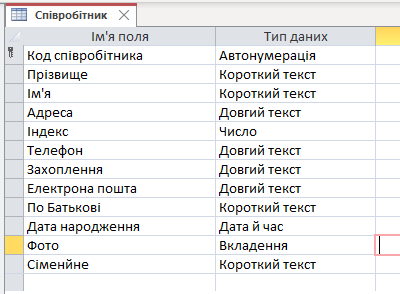 Співробітник
Ім'я поля Тип даних
Код співробітника Автонумерація
Прізвище Короткий текст
Ім'я Короткий текст
Адреса Довгий текст
Індекс Число
Телефон Довгий текст
Захоплення Довгий текст
Електрона пошта Довгий текст
По Батькові Короткий текст
Дата народження Дата й час
Фото Вкладення
Сіменйне Короткий текст